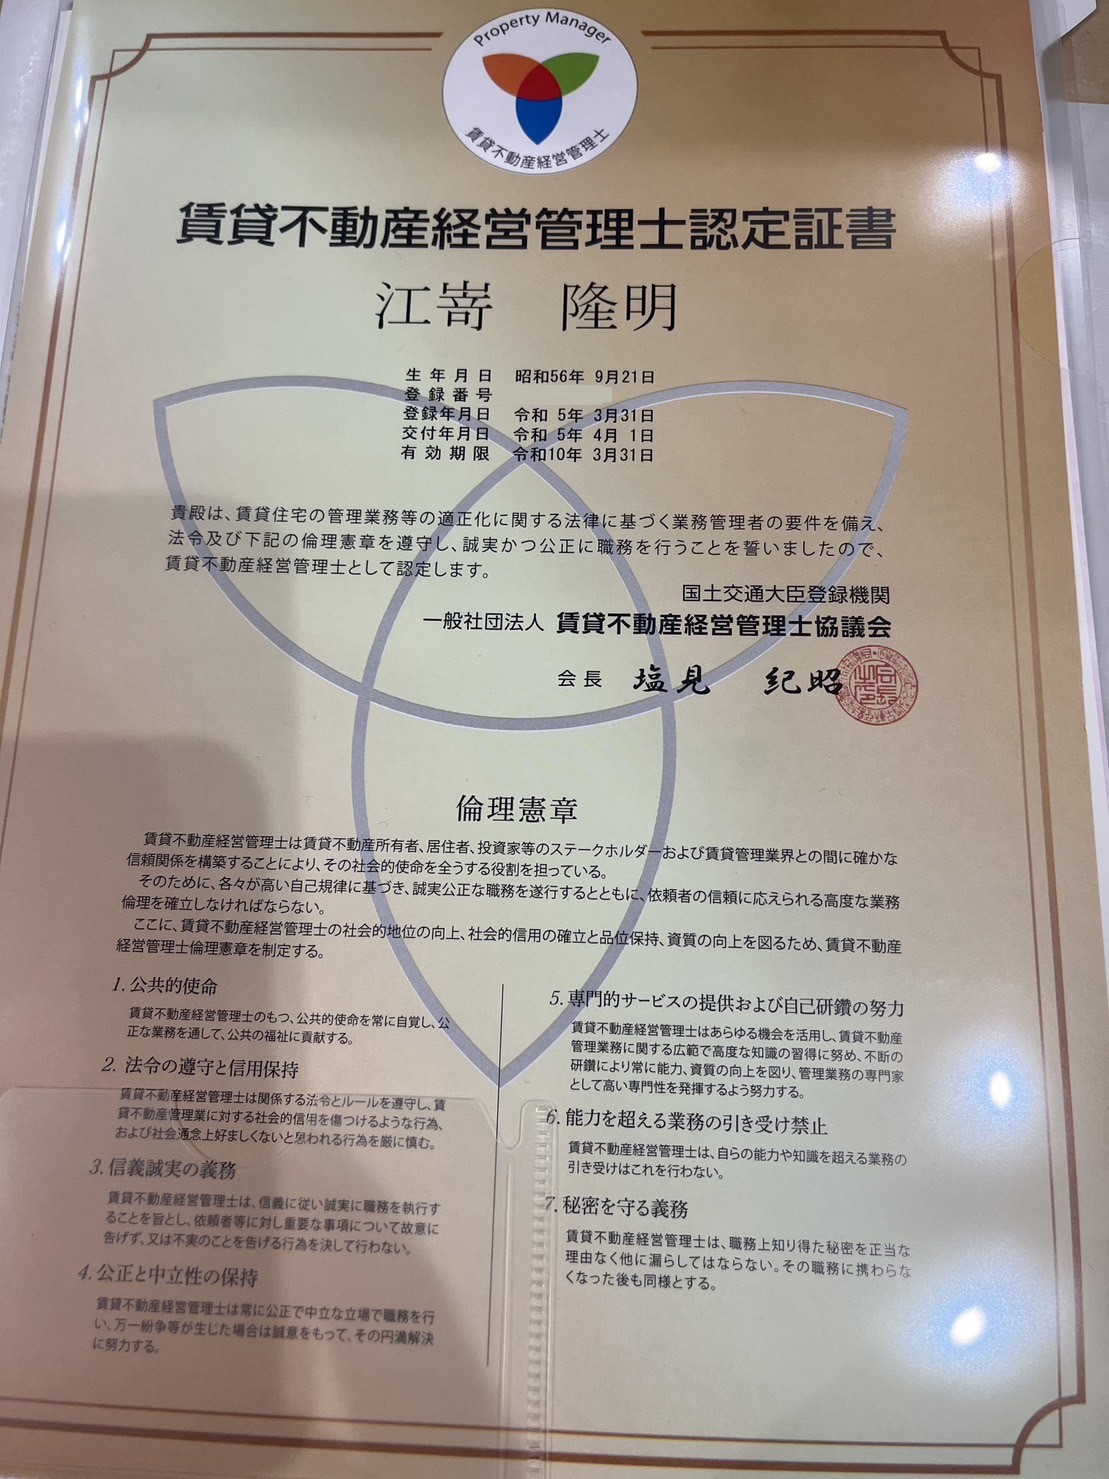 Property Manager
賃貸不動産経営管理士
賃貸不動産経営管理士認定証書
江嵜 隆明
生年月日 昭和56年 9月21日
登録番号
登録年月日 令和 5年 3月31日
交付年月日 令和 5年 4月 1日
有効期限 令和10年 3月31日
貴殿は、賃貸住宅の管理業務等の適正化に関する法律に基づく業務管理者の要件を備え、
法令及び下記の倫理憲章を遵守し、誠実かつ公正に職務を行うことを誓いましたので、
賃貸不動産経営管理士として認定します。
国土交通大臣登録機関
一般社団法人 賃貸不動産経営管理士協議会
会長 塩見 紀昭
倫理憲章
賃貸不動産経営管理士は賃貸不動産所有者、居住者、投資家等のステークホルダーおよび賃貸管理業界との間に確かな
信頼関係を構築することにより、その社会的使命を全うする役割を担っている。
そのために、各々が高い自己規律に基づき、誠実公正な職務を遂行するとともに、依頼者の信頼に応えられる高度な業務
倫理を確立しなければならない。
ここに、賃貸不動産経営管理士の社会的地位の向上、社会的信用の確立と品位保持、資質の向上を図るため、賃貸不動産
経営管理士倫理憲章を制定する。
1. 公共的使命
賃貸不動産経営管理士のもつ、公共的使命を常に自覚し、公
正な業務を通して、公共の福祉に貢献する。
2. 法令の遵守と信用保持
賃貸不動産経営管理士は関係する法令とルールを遵守し、賃
貸不動産管理業に対する社会的信用を傷つけるような行為、
および社会通念上好ましくないと思われる行為を厳に慎む。
3. 信義誠実の義務
賃貸不動産経営管理士は、信義に従い誠実に職務を執行す
ることを旨とし、依頼者等に対し重要な事項について故意に
告げず、又は不実のことを告げる行為を決して行わない。
4. 公正と中立性の保持
賃貸不動産経営管理士は常に公正で中立な立場で職務を行
い、万一紛争等が生じた場合は誠意をもって、その円満解決
に努力する。
5. 専門的サービスの提供および自己研鑽の努力
賃貸不動産経営管理士はあらゆる機会を活用し、賃貸不動産
管理業務に関する広範で高度な知識の習得に努め、不断の
研鑽により常に能力、資質の向上を図り、管理業務の専門家
として高い専門性を発揮するよう努力する。
6. 能力を超える業務の引き受け禁止
賃貸不動産経営管理士は、自らの能力や知識を超える業務の
引き受けはこれを行わない。
7. 秘密を守る義務
賃貸不動産経営管理士は、職務上知り得た秘密を正当な
理由なく他に漏らしてはならない。その職務に携わらな
くなった後も同様とする。